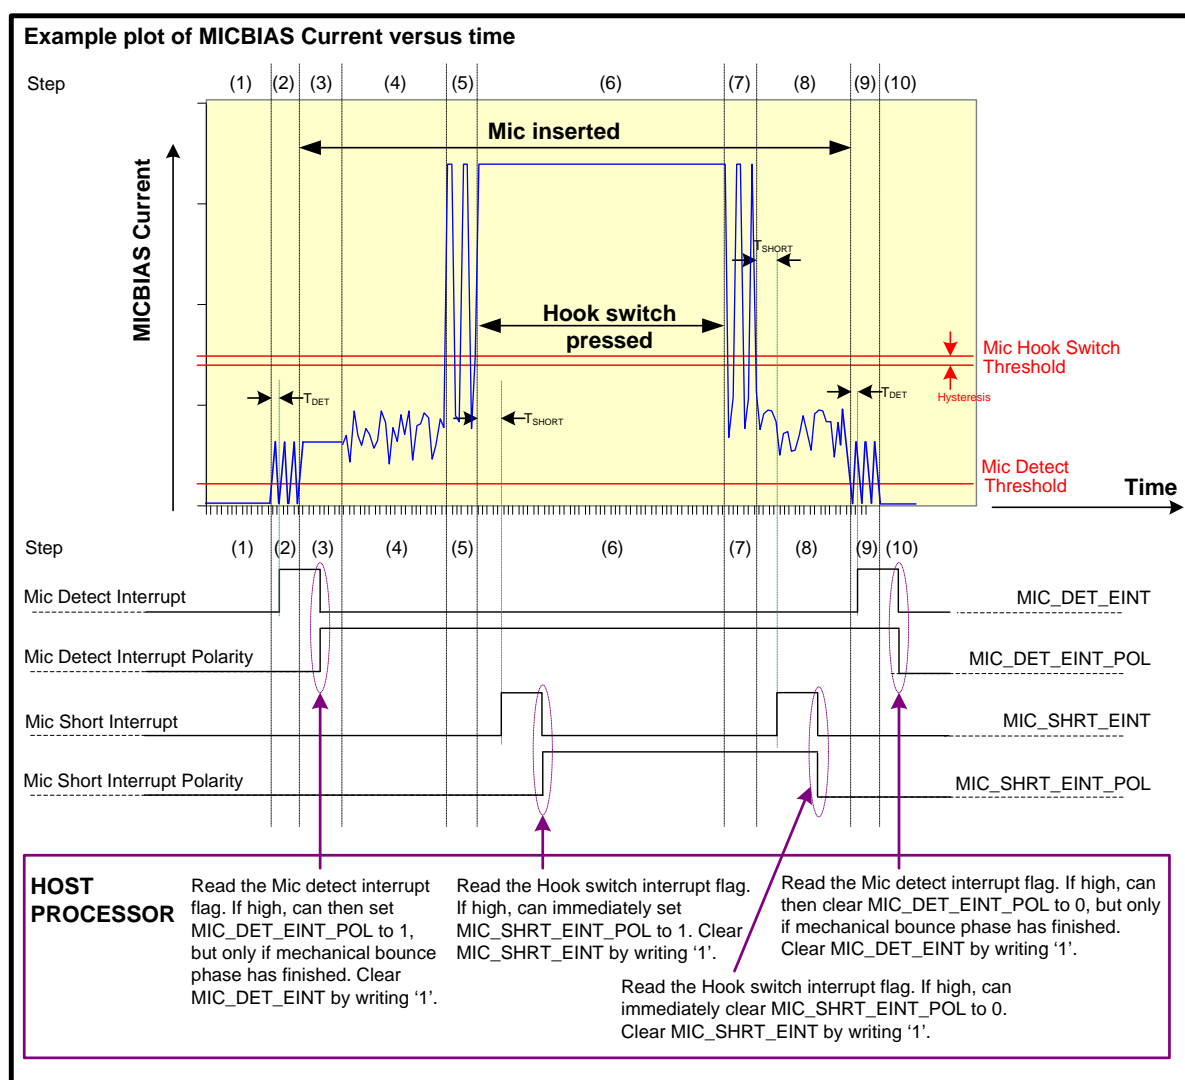 Example plot of MICBIAS Current versus time
Step
(1) (2) (3) (4) (5) (6) (7) (8) (9) (10)
Mic inserted
MICBIAS Current
TSHORT
Hook switch
pressed
Mic Hook Switch
Threshold
Hysteresis
TDET
TSHORT
TDET
Mic Detect
Threshold
Time
Step
(1) (2) (3) (4) (5) (6) (7) (8) (9) (10)
Mic Detect Interrupt
MIC_DET_EINT
Mic Detect Interrupt Polarity
MIC_DET_EINT_POL
Mic Short Interrupt
MIC_SHRT_EINT
Mic Short Interrupt Polarity
MIC_SHRT_EINT_POL
HOST
PROCESSOR
Read the Mic detect interrupt
flag. If high, can then set
MIC_DET_EINT_POL to 1,
but only if mechanical bounce
phase has finished. Clear
MIC_DET_EINT by writing ‘1’.
Read the Hook switch interrupt flag.
If high, can immediately set
MIC_SHRT_EINT_POL to 1. Clear
MIC_SHRT_EINT by writing ‘1’.
Read the Mic detect interrupt flag. If high, can
then clear MIC_DET_EINT_POL to 0, but only
if mechanical bounce phase has finished.
Clear MIC_DET_EINT by writing ‘1’.
Read the Hook switch interrupt flag. If high, can
immediately clear MIC_SHRT_EINT_POL to 0.
Clear MIC_SHRT_EINT by writing ‘1’.